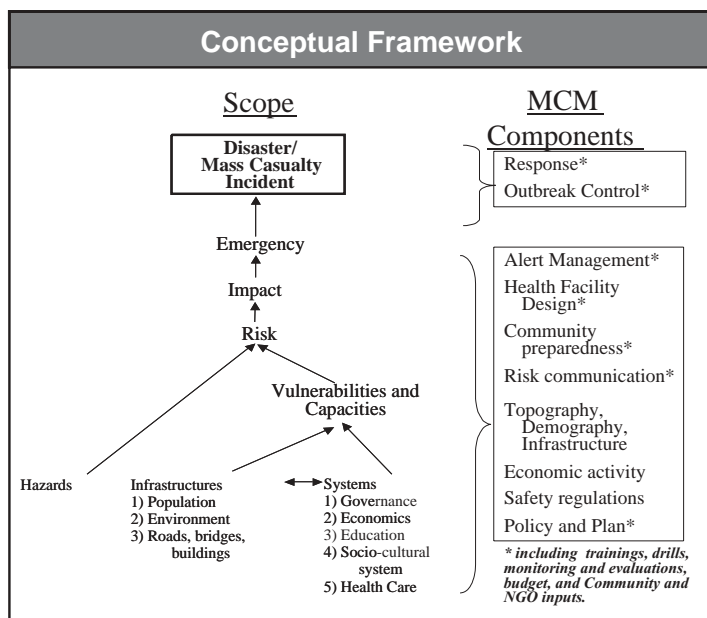 Conceptual Framework
Scope
Disaster/
Mass Casualty
Incident
Emergency
Impact
Risk
Vulnerabilities and
Capacities
Hazards
Infrastructures
1) Population
2) Environment
3) Roads, bridges,
buildings
Systems
1) Governance
2) Economics
3) Education
4) Socio-cultural
system
5) Health Care
MCM
Components
Response*
Outbreak Control*
Alert Management*
Health Facility
Design*
Community
preparedness*
Risk communication*
Topography,
Demography,
Infrastructure
Economic activity
Safety regulations
Policy and Plan*
* including trainings, drills,
monitoring and evaluations,
budget, and Community and
NGO inputs.